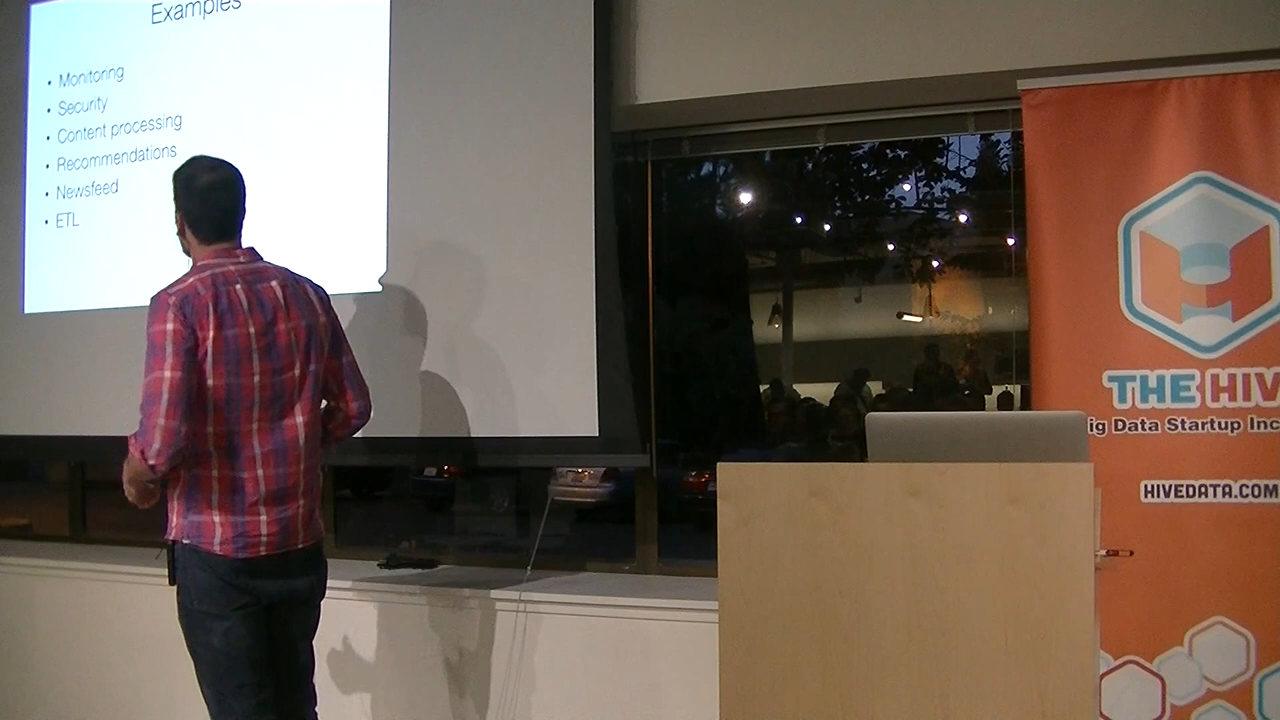 Examples
• Monitoring
• Security
• Content processing
• Recommendations
• Newsfeed
• ETL
THE HIV
ig Data Startup Inc
HIVEDATA.COM